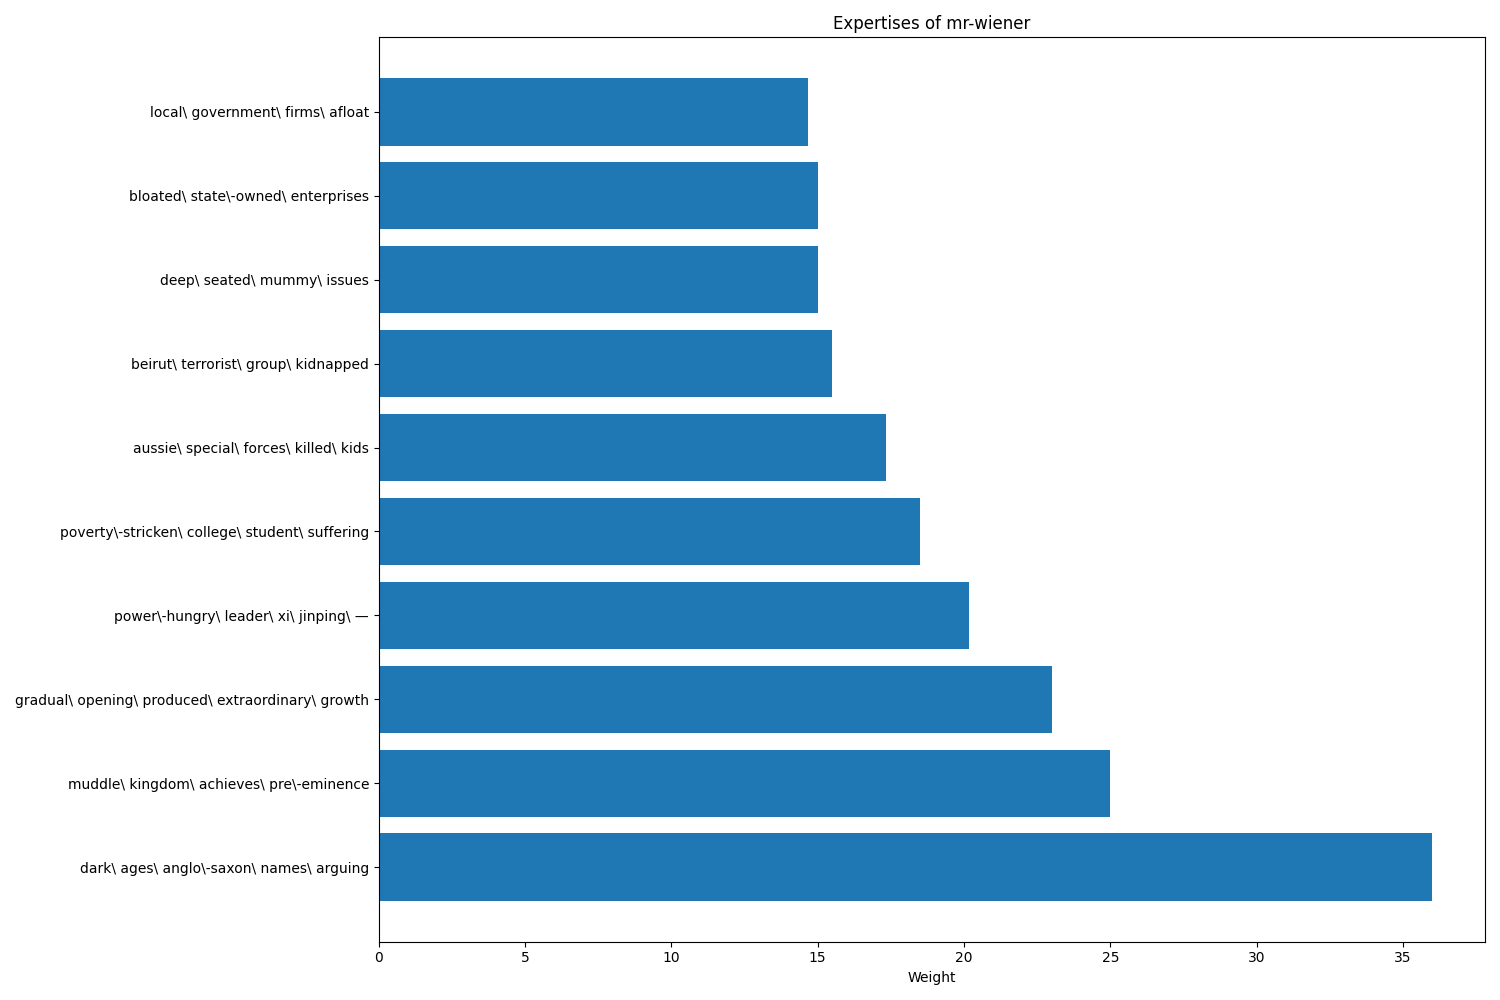 Expertises of mr-wiener
local\ government\ firms\ afloat
bloated\ state\-owned\ enterprises
deep\ seated\ mummy\ issues
beirut\ terrorist\ group\ kidnapped
aussie\ special\ forces\ killed\ kids
poverty\-stricken\ college\ student\ suffering
power\-hungry\ leader\ xi\ jinping\ —
gradual\ opening\ produced\ extraordinary\ growth
muddle\ kingdom\ achieves\ pre\-eminence
dark\ ages\ anglo\-saxon\ names\ arguing
0 5 10 15 20 25 30 35
Weight